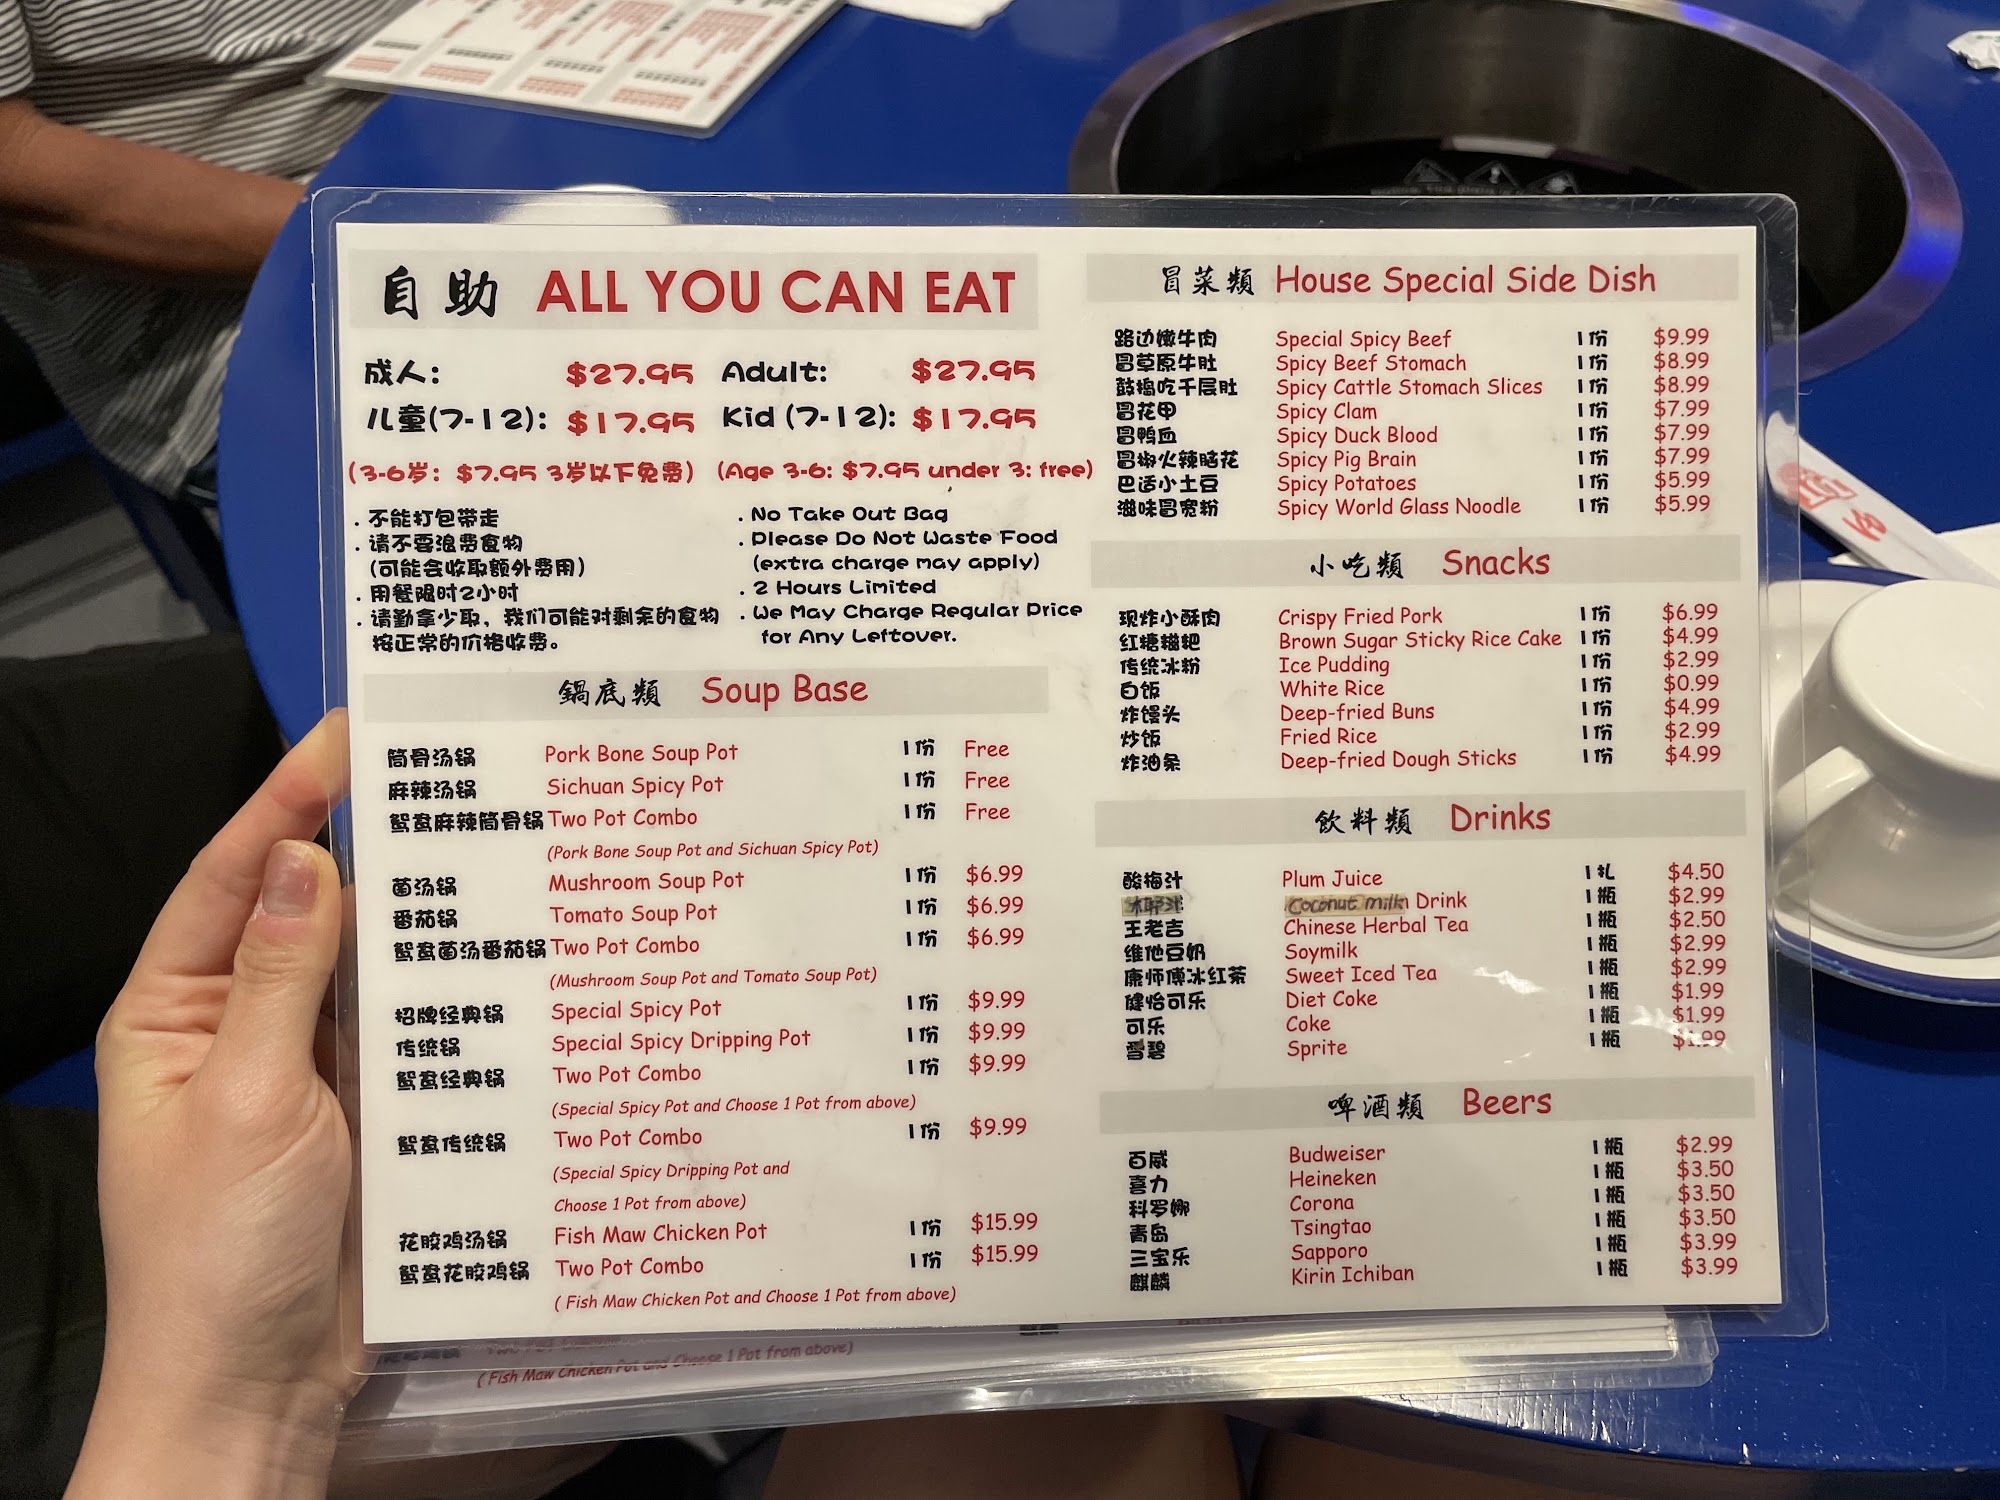 自助 ALL YOU CAN EAT
成人: $27.95 Adult: $27.95
儿童(7-12): $17.95 Kid (7-12): $17.95
(3-6岁: $7.95 3岁以下免费) (Age 3-6: $7.95 under 3: free)
. 不能打包带走
. 请不要浪费食物
(可能会收取额外费用)
. 用餐限时2小时
. 请勤拿少取，我们可能对剩余的食物
按正常的价格收费。
. No Take Out Bag
. Please Do Not Waste Food
(extra charge may apply)
. 2 Hours Limited
. We May Charge Regular Price
for Any Leftover.
鍋底類 Soup Base
筒骨汤锅 Pork Bone Soup Pot 1份 Free
麻辣汤锅 Sichuan Spicy Pot 1份 Free
鸳鸯麻辣筒骨锅 Two Pot Combo 1份 Free
(Pork Bone Soup Pot and Sichuan Spicy Pot)
菌汤锅 Mushroom Soup Pot 1份 $6.99
番茄锅 Tomato Soup Pot 1份 $6.99
鸳鸯菌汤番茄锅 Two Pot Combo 1份 $6.99
(Mushroom Soup Pot and Tomato Soup Pot)
招牌经典锅 Special Spicy Pot 1份 $9.99
传统锅 Special Spicy Dripping Pot 1份 $9.99
鸳鸯经典锅 Two Pot Combo 1份 $9.99
(Special Spicy Pot and Choose 1 Pot from above)
鸳鸯传统锅 Two Pot Combo 1份 $9.99
(Special Spicy Dripping Pot and
Choose 1 Pot from above)
花胶鸡汤锅 Fish Maw Chicken Pot 1份 $15.99
鸳鸯花胶鸡锅 Two Pot Combo 1份 $15.99
( Fish Maw Chicken Pot and Choose 1 Pot from above)
冒菜類 House Special Side Dish
路边嫩牛肉 Special Spicy Beef 1份 $9.99
冒草原牛肚 Spicy Beef Stomach 1份 $8.99
鼓捣吃千层肚 Spicy Cattle Stomach Slices 1份 $8.99
冒花甲 Spicy Clam 1份 $7.99
冒鸭血 Spicy Duck Blood 1份 $7.99
冒椒火辣脑花 Spicy Pig Brain 1份 $7.99
巴适小土豆 Spicy Potatoes 1份 $5.99
滋味冒宽粉 Spicy World Glass Noodle 1份 $5.99
小吃類 Snacks
现炸小酥肉 Crispy Fried Pork 1份 $6.99
红糖糍粑 Brown Sugar Sticky Rice Cake 1份 $4.99
传统冰粉 Ice Pudding 1份 $2.99
白饭 White Rice 1份 $0.99
炸馒头 Deep-fried Buns 1份 $4.99
炒饭 Fried Rice 1份 $2.99
炸油条 Deep-fried Dough Sticks 1份 $4.99
飲料類 Drinks
酸梅汁 Plum Juice 1扎 $4.50
Coconut milk Drink 1瓶 $2.99
王老吉 Chinese Herbal Tea 1瓶 $2.50
维他豆奶 Soymilk 1瓶 $2.99
康师傅冰红茶 Sweet Iced Tea 1瓶 $2.99
健怡可乐 Diet Coke 1瓶 $1.99
可乐 Coke 1瓶 $1.99
雪碧 Sprite 1瓶 $1.99
啤酒類 Beers
百威 Budweiser 1瓶 $2.99
喜力 Heineken 1瓶 $3.50
科罗娜 Corona 1瓶 $3.50
青岛 Tsingtao 1瓶 $3.50
三宝乐 Sapporo 1瓶 $3.99
麒麟 Kirin Ichiban 1瓶 $3.99
( Fish Maw Chicken Pot and Choose 1 Pot from above)